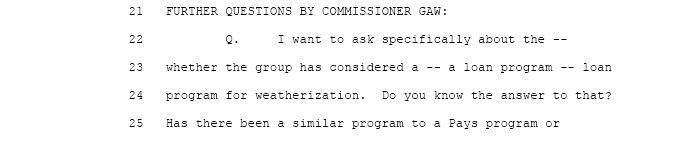 21 FURTHER QUESTIONS BY COMMISSIONER GAW:
22 Q. I want to ask specifically about the --
23 whether the group has considered a -- a loan program -- loan
24 program for weatherization. Do you know the answer to that?
25 Has there been a similar program to a Pays program or